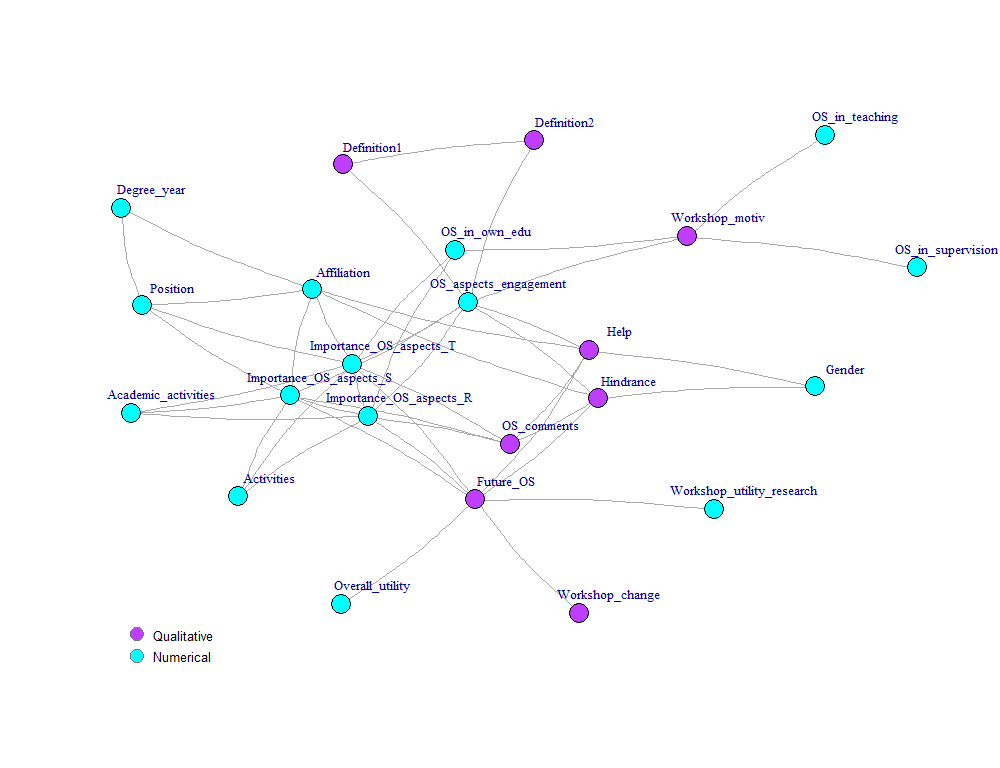 OS_in_teaching
Definition2
Definition1
Degree_year
Workshop_motiv
OS_in_own_edu
OS_in_supervision
Affiliation
OS_aspects_engagement
Position
Help
Importance_OS_aspects_T
Gender
Importance_OS_aspects_S
Hindrance
Academic_activities
Importance_OS_aspects_R
OS_comments
Activities
Future_OS
Workshop_utility_research
Overall_utility
Workshop_change
Qualitative
Numerical